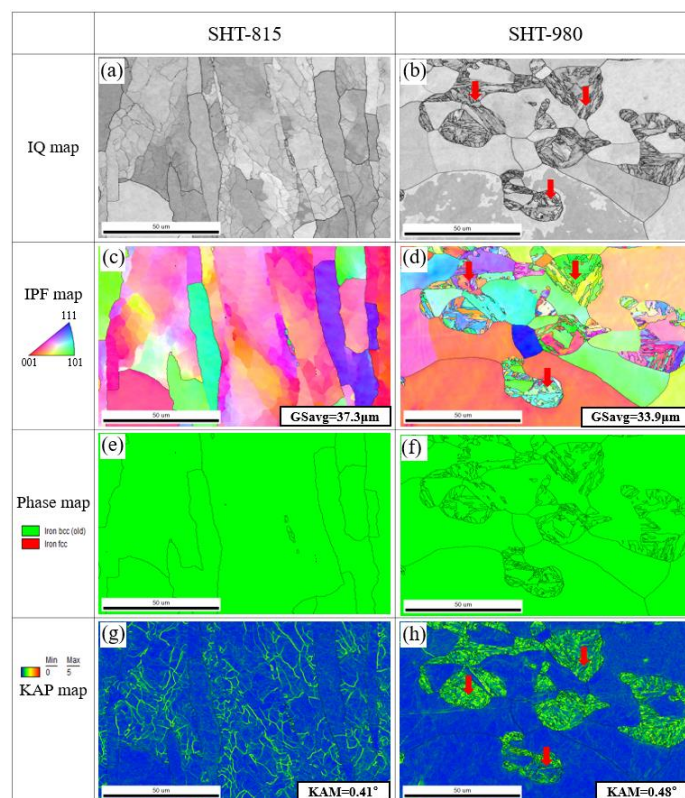 SHT-815 SHT-980
IQ map
(a) (b)
50 um 50 um
IPF map
111
001 101
(c) (d)
50 um GSavg=37.3μm
50 um GSavg=33.9μm
Phase map
Iron bcc (old)
Iron fcc
(e) (f)
50 um 50 um
Min Max
0 5
KAP map
(g) (h)
50 um KAM=0.41°
50 um KAM=0.48°